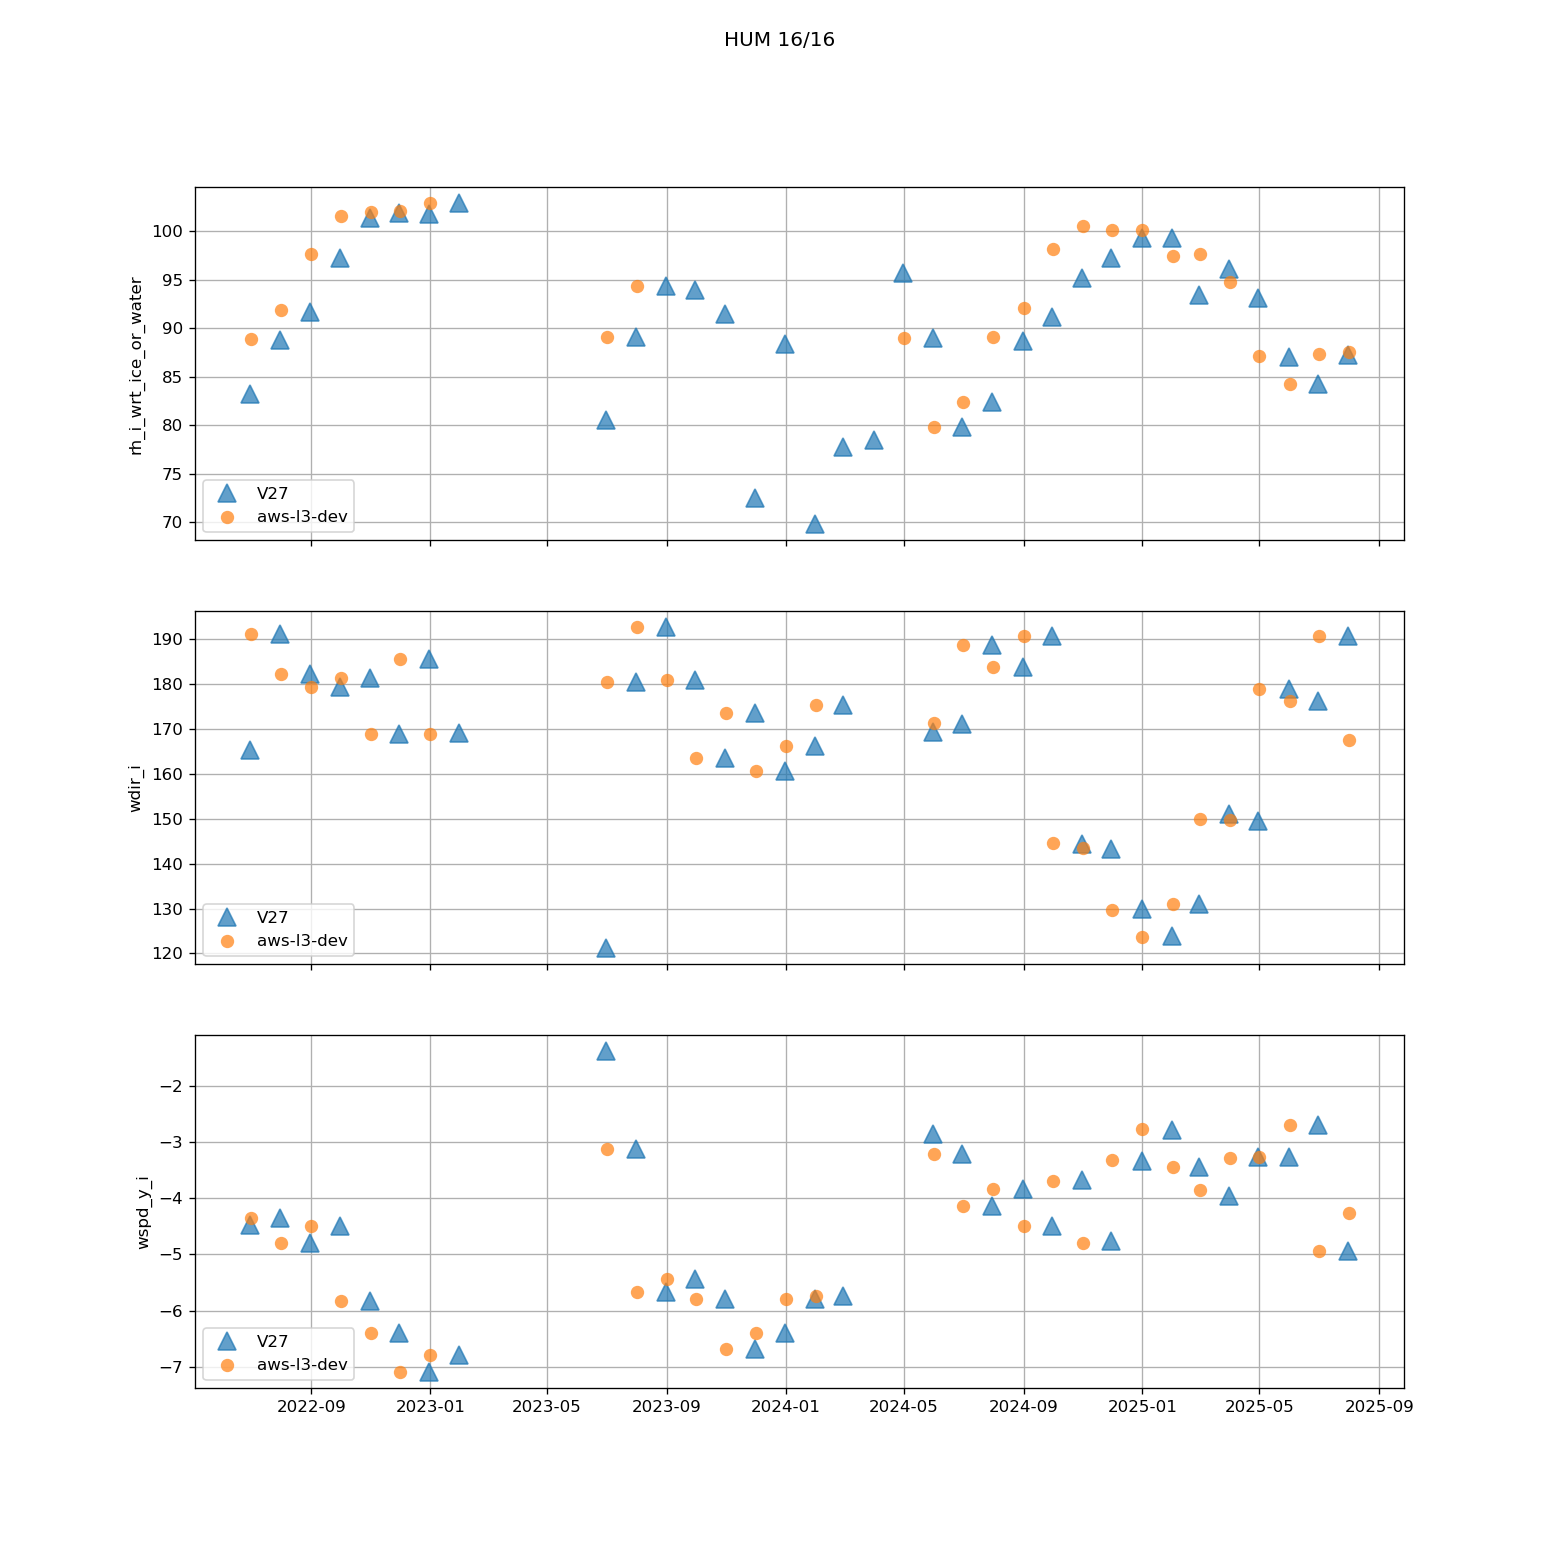 HUM 16/16
rh_i_wrt_ice_or_water
100
95
90
85
80
75
70
V27
aws-l3-dev
wdir_i
190
180
170
160
150
140
130
120
V27
aws-l3-dev
wspd_y_i
−2
−3
−4
−5
−6
−7
V27
aws-l3-dev
2022-09 2023-01 2023-05 2023-09 2024-01 2024-05 2024-09 2025-01 2025-05 2025-09